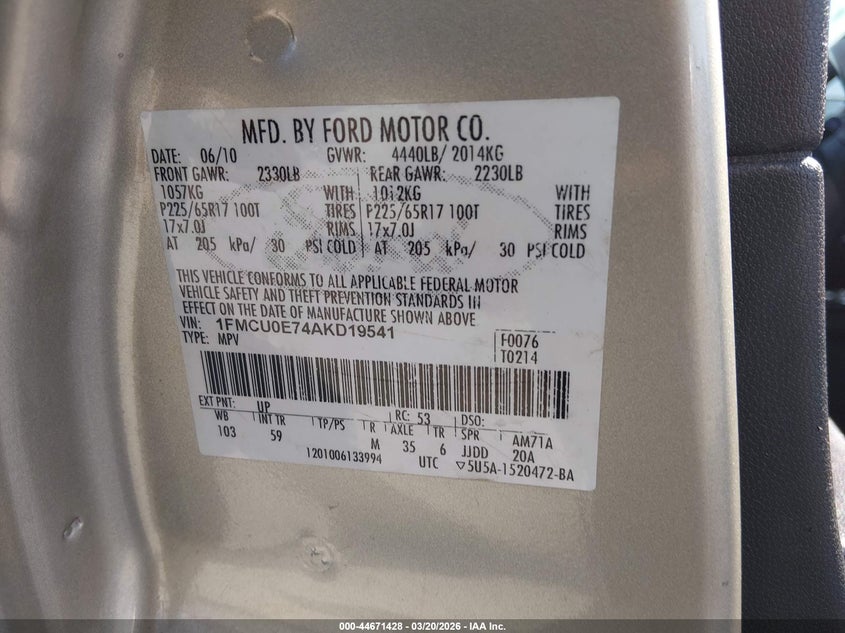 MFD. BY FORD MOTOR CO.
DATE: 06/10 GVWR: 4440LB/ 2014KG
FRONT GAWR: 2330LB REAR GAWR: 2230LB
1057KG WITH 1012KG WITH
P225/65R17 100T TIRES P225/65R17 100T TIRES
17x7.0J RIMS 17x7.0J RIMS
AT 205 kPa/ 30 PSI COLD AT 205 kPa/ 30 PSI COLD
THIS VEHICLE CONFORMS TO ALL APPLICABLE FEDERAL MOTOR
VEHICLE SAFETY AND THEFT PREVENTION STANDARDS IN
EFFECT ON THE DATE OF MANUFACTURE SHOWN ABOVE
VIN: 1FMCU0E74AKD19541
TYPE: MPV F0076
T0214
EXT PNT: UP RC: 53 DSO:
WB INT TR TP/PS R AXLE TR SPR AM71A
103 59 M 35 6 JJDD 20A
1201006133994 UTC ▽5U5A-1520472-BA
000-44671428 - 03/20/2026 - IAA Inc.